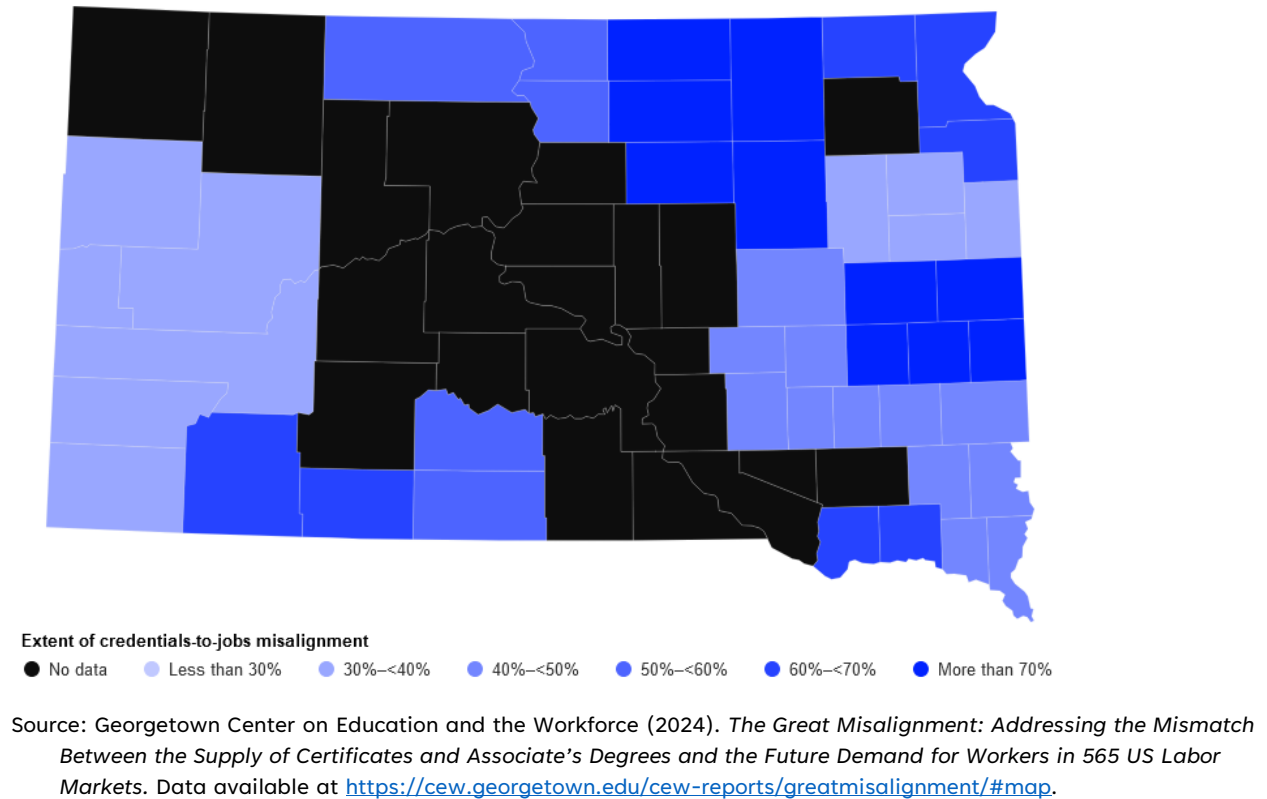 Extent of credentials-to-jobs misalignment
No data Less than 30% 30%–<40% 40%–<50% 50%–<60% 60%–<70% More than 70%
Source: Georgetown Center on Education and the Workforce (2024). The Great Misalignment: Addressing the Mismatch
Between the Supply of Certificates and Associate’s Degrees and the Future Demand for Workers in 565 US Labor
Markets. Data available at https://cew.georgetown.edu/cew-reports/greatmisalignment/#map.